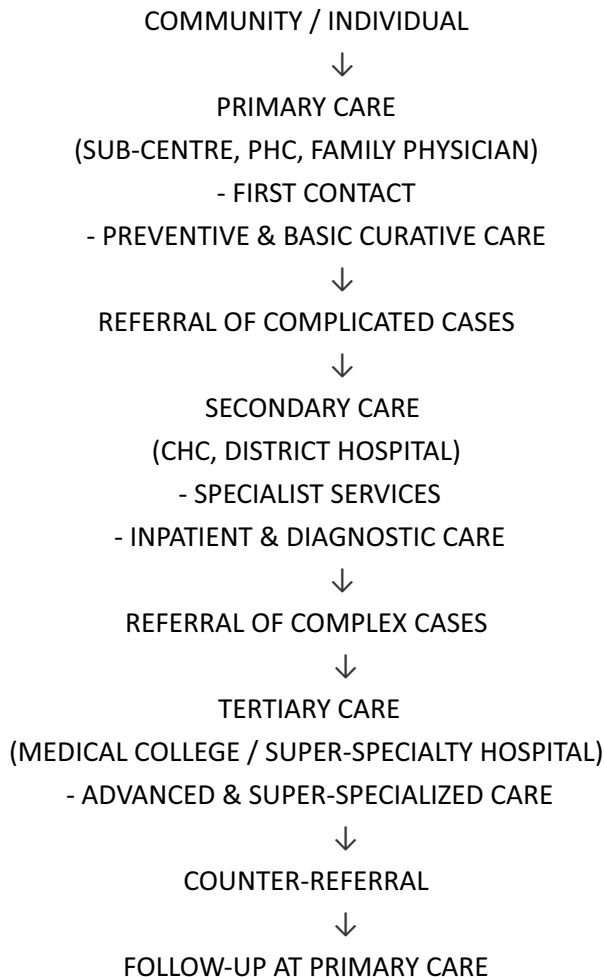 COMMUNITY / INDIVIDUAL
↓
PRIMARY CARE
(SUB-CENTRE, PHC, FAMILY PHYSICIAN)
- FIRST CONTACT
- PREVENTIVE & BASIC CURATIVE CARE
↓
REFERRAL OF COMPLICATED CASES
↓
SECONDARY CARE
(CHC, DISTRICT HOSPITAL)
- SPECIALIST SERVICES
- INPATIENT & DIAGNOSTIC CARE
↓
REFERRAL OF COMPLEX CASES
↓
TERTIARY CARE
(MEDICAL COLLEGE / SUPER-SPECIALTY HOSPITAL)
- ADVANCED & SUPER-SPECIALIZED CARE
↓
COUNTER-REFERRAL
↓
FOLLOW-UP AT PRIMARY CARE